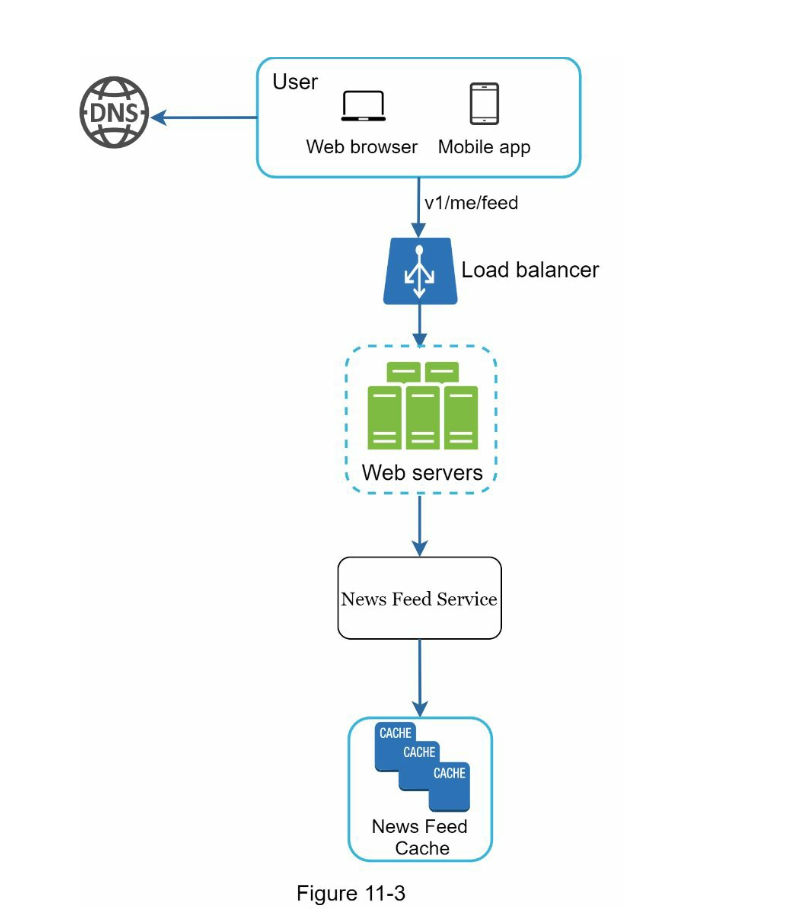 User
DNS
Web browser
Mobile app
v1/me/feed
Load balancer
Web servers
News Feed Service
CACHE
CACHE
CACHE
News Feed
Cache
Figure 11-3